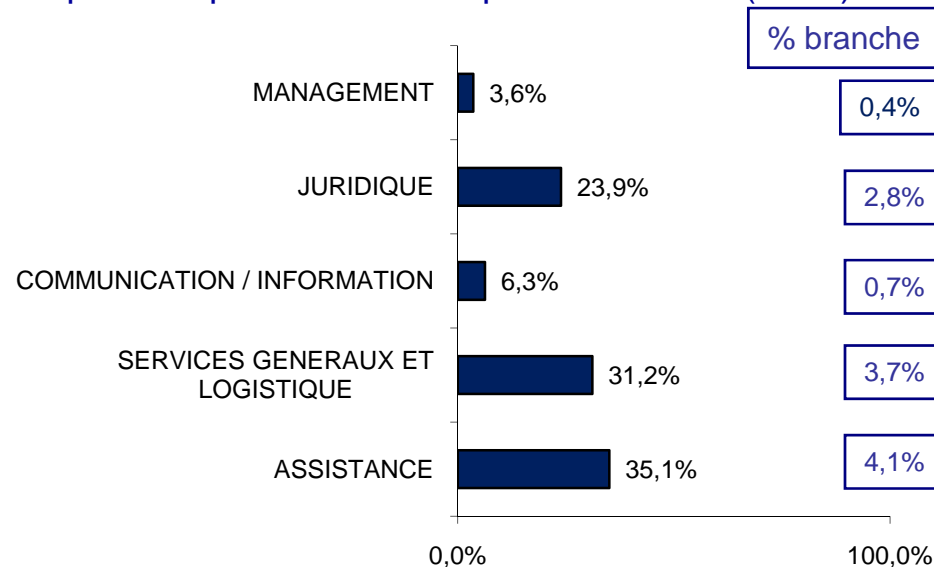 % branche
MANAGEMENT 3,6% 0,4%
JURIDIQUE 23,9% 2,8%
COMMUNICATION / INFORMATION 6,3% 0,7%
SERVICES GENERAUX ET
LOGISTIQUE 31,2% 3,7%
ASSISTANCE 35,1% 4,1%
0,0% 100,0%